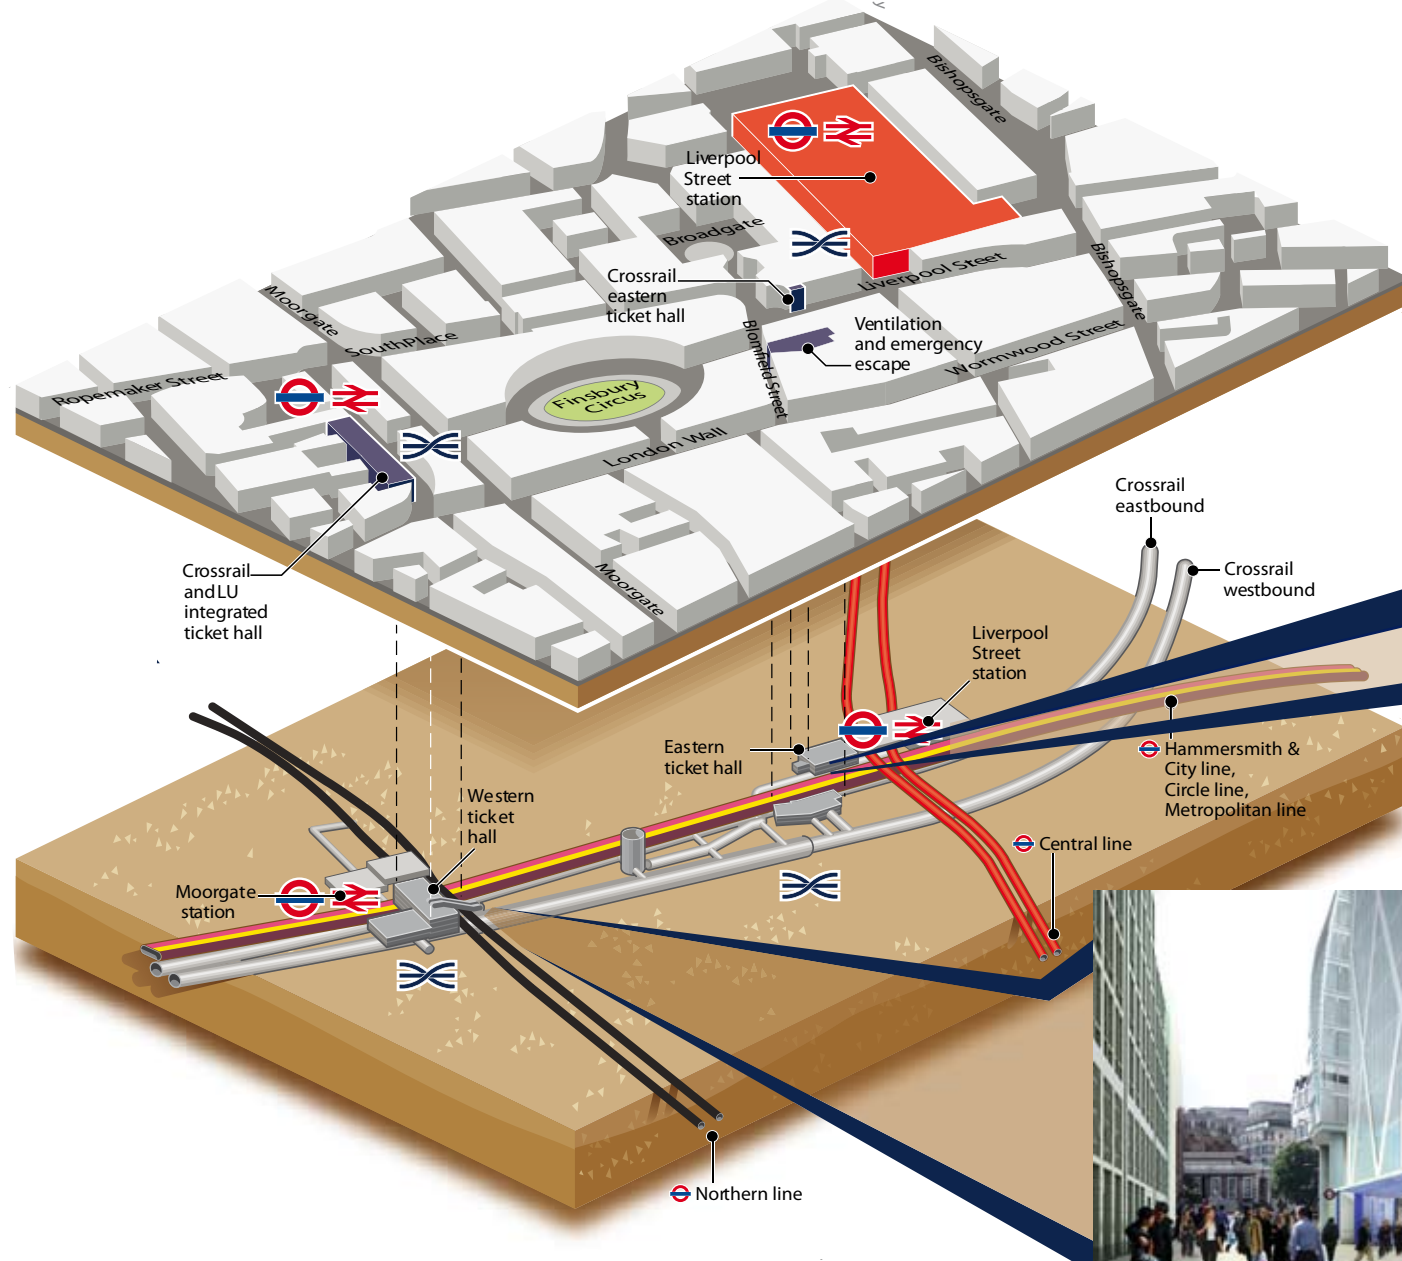 Bishopsgate
Liverpool
Street
station
Broadgate
Crossrail
eastern
ticket hall
Liverpool Street
Bishopsgate
Moorgate
SouthPlace
Blomfield Street
Ventilation
and emergency
escape
Wormwood Street
Ropemaker Street
Finsbury
Circus
London Wall
Crossrail
and LU
integrated
ticket hall
Moorgate
Crossrail
eastbound
Crossrail
westbound
Liverpool
Street
station
Eastern
ticket hall
Hammersmith &
City line,
Circle line,
Metropolitan line
Western
ticket
hall
Central line
Moorgate
station
Northern line